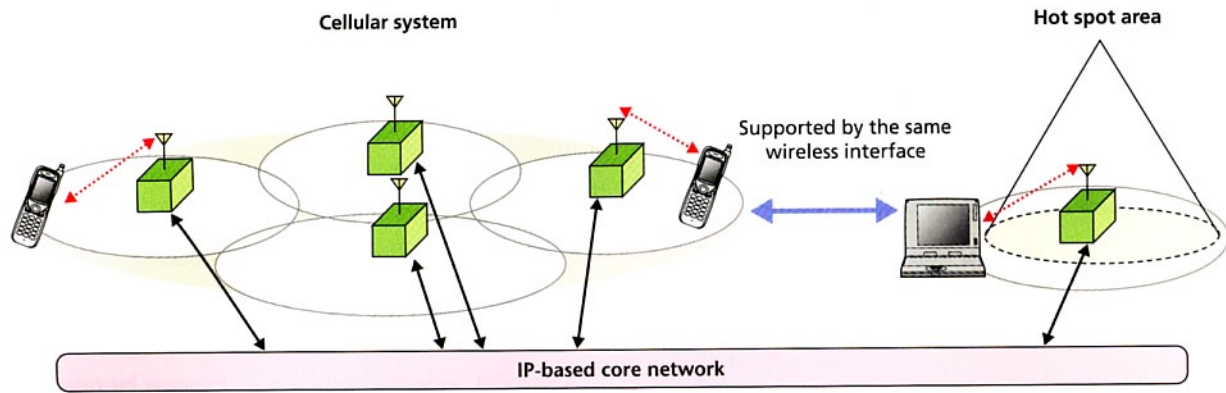 Cellular system
Hot spot area
Supported by the same
wireless interface
IP-based core network